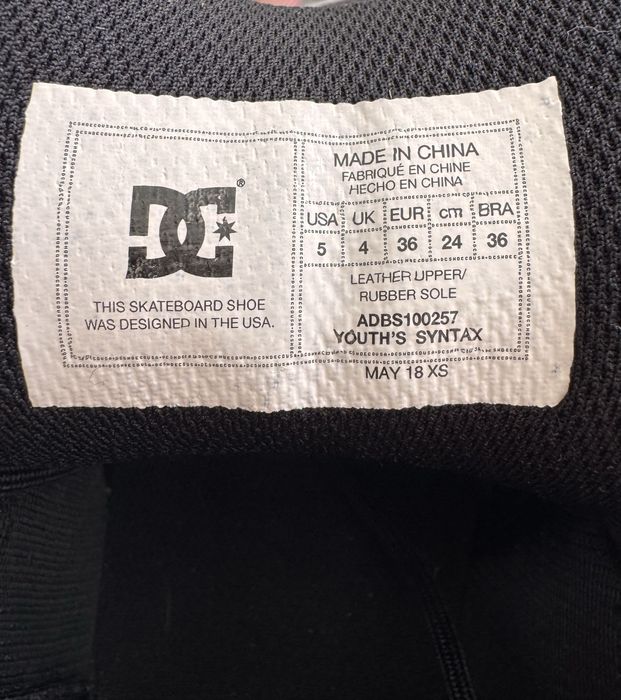 DC®
THIS SKATEBOARD SHOE
WAS DESIGNED IN THE USA.
MADE IN CHINA
FABRIQUÉ EN CHINE
HECHO EN CHINA
USA UK EUR cm BRA
5 4 36 24 36
LEATHER UPPER/
RUBBER SOLE
ADBS100257
YOUTH'S SYNTAX
MAY 18 XS